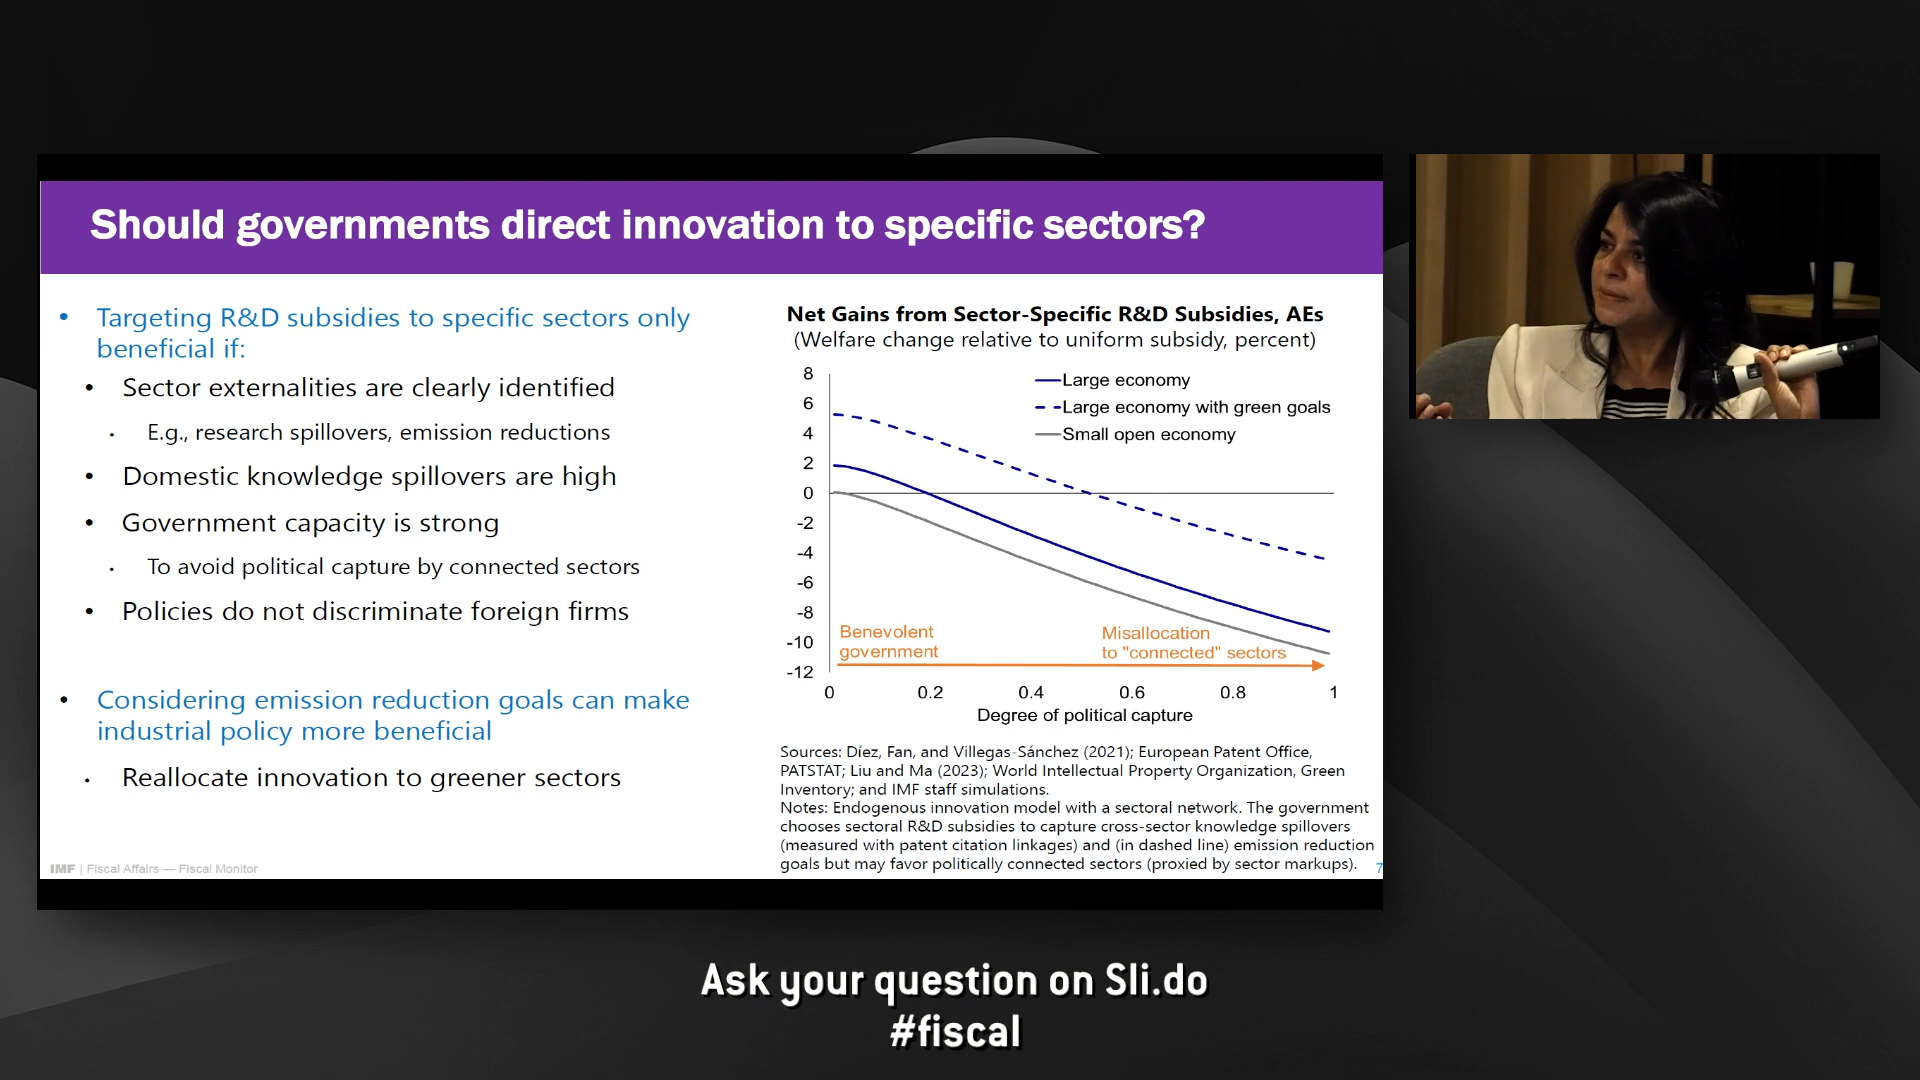 Should governments direct innovation to specific sectors?
• Targeting R&D subsidies to specific sectors only
beneficial if:
• Sector externalities are clearly identified
• E.g., research spillovers, emission reductions
• Domestic knowledge spillovers are high
• Government capacity is strong
• To avoid political capture by connected sectors
• Policies do not discriminate foreign firms
• Considering emission reduction goals can make
industrial policy more beneficial
• Reallocate innovation to greener sectors
IMF | Fiscal Affairs — Fiscal Monitor
Net Gains from Sector-Specific R&D Subsidies, AEs
(Welfare change relative to uniform subsidy, percent)
Large economy
Large economy with green goals
Small open economy
8
6
4
2
0
-2
-4
-6
-8
-10
-12
Benevolent
government
Misallocation
to "connected" sectors
0 0.2 0.4 0.6 0.8 1
Degree of political capture
Sources: Díez, Fan, and Villegas-Sánchez (2021); European Patent Office,
PATSTAT; Liu and Ma (2023); World Intellectual Property Organization, Green
Inventory; and IMF staff simulations.
Notes: Endogenous innovation model with a sectoral network. The government
chooses sectoral R&D subsidies to capture cross-sector knowledge spillovers
(measured with patent citation linkages) and (in dashed line) emission reduction
goals but may favor politically connected sectors (proxied by sector markups).
7
Ask your question on Sli.do
#fiscal